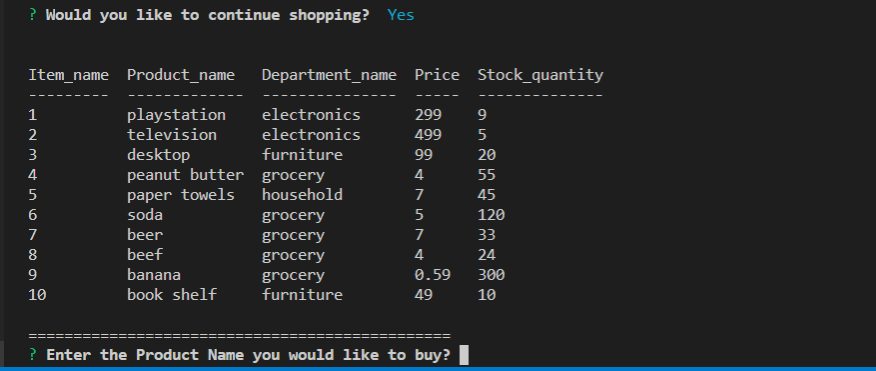 ? Would you like to continue shopping? Yes
Item_name Product_name Department_name Price Stock_quantity
--------- ------------- --------------- ----- --------------
1 playstation electronics 299 9
2 television electronics 499 5
3 desktop furniture 99 20
4 peanut butter grocery 4 55
5 paper towels household 7 45
6 soda grocery 5 120
7 beer grocery 7 33
8 beef grocery 4 24
9 banana grocery 0.59 300
10 book shelf furniture 49 10
===============================================
? Enter the Product Name you would like to buy?